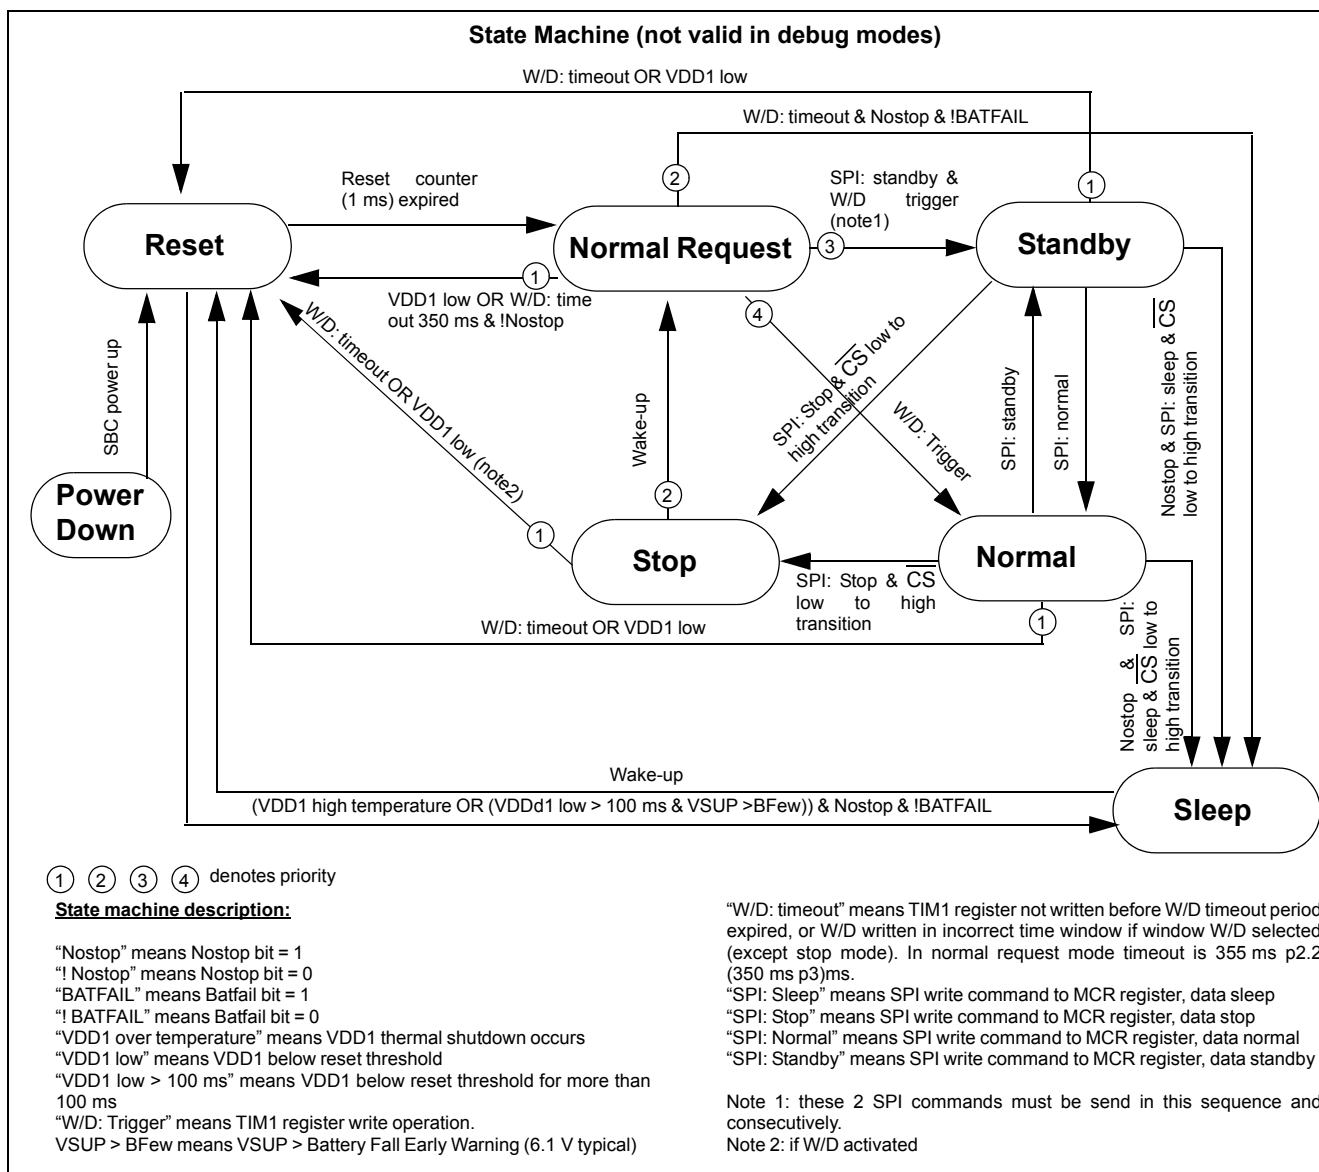 State Machine (not valid in debug modes)
W/D: timeout OR VDD1 low
W/D: timeout & Nostop & !BATFAIL
Reset counter
(1 ms) expired
2
SPI: standby &
W/D trigger
(note1)
1
Reset
Normal Request
3
Standby
1
VDD1 low OR W/D: time
out 350 ms & !Nostop
4
SBC power up
W/D: timeout OR VDD1 low (note2)
Wake-up
SPI: Stop & CS low to
high transition
W/D: Trigger
SPI: standby
SPI: normal
Nostop & SPI: sleep & CS
low to high transition
Power
Down
2
1
Stop
Normal
SPI: Stop & CS
low to high
transition
W/D: timeout OR VDD1 low
1
Nostop & SPI:
sleep & CS low to
high transition
Wake-up
(VDD1 high temperature OR (VDDd1 low > 100 ms & VSUP >BFew)) & Nostop & !BATFAIL
Sleep
1 2 3 4 denotes priority
State machine description:
“Nostop” means Nostop bit = 1
“! Nostop” means Nostop bit = 0
“BATFAIL” means Batfail bit = 1
“! BATFAIL” means Batfail bit = 0
“VDD1 over temperature” means VDD1 thermal shutdown occurs
“VDD1 low” means VDD1 below reset threshold
“VDD1 low > 100 ms” means VDD1 below reset threshold for more than
100 ms
“W/D: Trigger” means TIM1 register write operation.
VSUP > BFew means VSUP > Battery Fall Early Warning (6.1 V typical)
“W/D: timeout” means TIM1 register not written before W/D timeout period
expired, or W/D written in incorrect time window if window W/D selected
(except stop mode). In normal request mode timeout is 355 ms p2.2
(350 ms p3)ms.
“SPI: Sleep” means SPI write command to MCR register, data sleep
“SPI: Stop” means SPI write command to MCR register, data stop
“SPI: Normal” means SPI write command to MCR register, data normal
“SPI: Standby” means SPI write command to MCR register, data standby
Note 1: these 2 SPI commands must be send in this sequence and
consecutively.
Note 2: if W/D activated